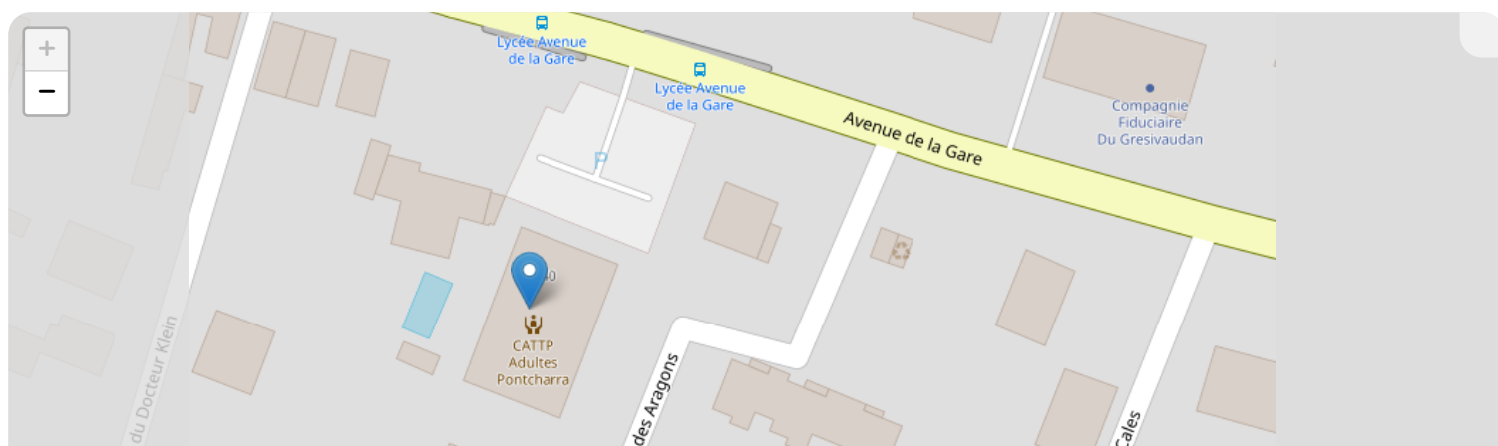 +
−
Lycée Avenue
de la Gare
Lycée Avenue
de la Gare
Avenue de la Gare
Compagnie
Fiduciaire
Du Gresivaudan
P
CATTP
Adultes
Pontcharra
du Docteur Klein
des Aragons